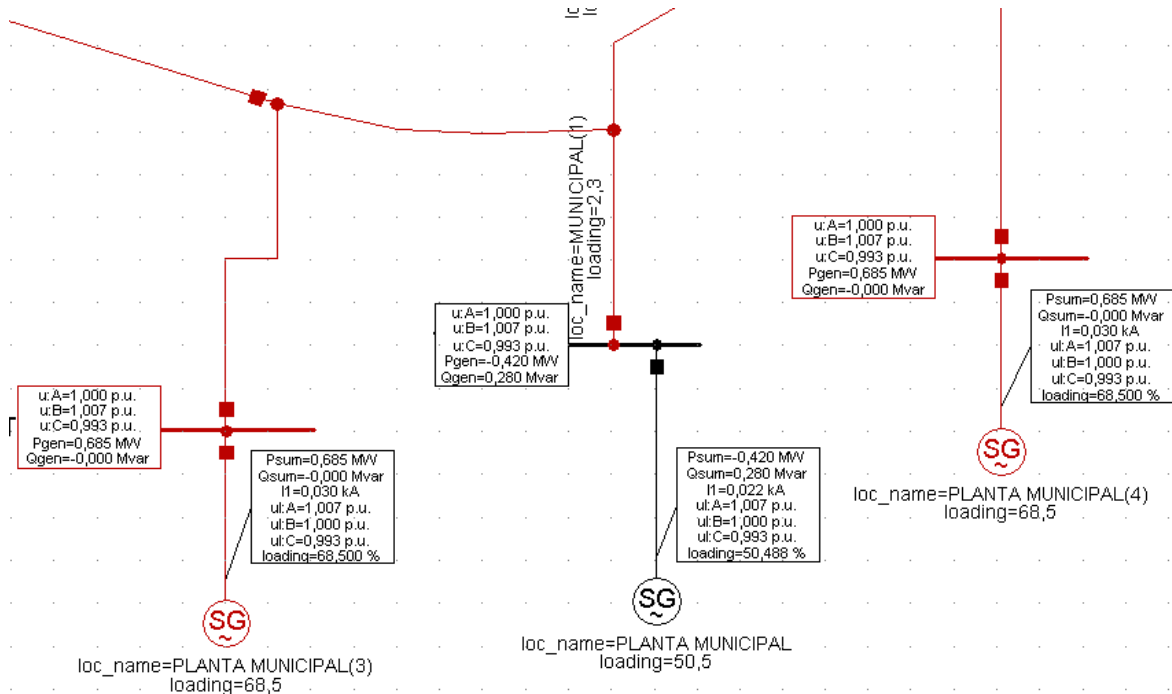 loc_name=MUNICIPAL(1)
loading=2,3
u:A=1,000 p.u.
u:B=1,007 p.u.
u:C=0,993 p.u.
Pgen=0,685 MW
Qgen=-0,000 Mvar
Psum=0,685 MW
Qsum=-0,000 Mvar
I1=0,030 kA
ul:A=1,007 p.u.
ul:B=1,000 p.u.
ul:C=0,993 p.u.
loading=68,500 %
SG
~
loc_name=PLANTA MUNICIPAL(3)
loading=68,5
u:A=1,000 p.u.
u:B=1,007 p.u.
u:C=0,993 p.u.
Pgen=-0,420 MW
Qgen=0,280 Mvar
Psum=-0,420 MW
Qsum=0,280 Mvar
I1=0,022 kA
ul:A=1,007 p.u.
ul:B=1,000 p.u.
ul:C=0,993 p.u.
loading=50,488 %
SG
~
loc_name=PLANTA MUNICIPAL
loading=50,5
u:A=1,000 p.u.
u:B=1,007 p.u.
u:C=0,993 p.u.
Pgen=0,685 MW
Qgen=-0,000 Mvar
Psum=0,685 MW
Qsum=-0,000 Mvar
I1=0,030 kA
ul:A=1,007 p.u.
ul:B=1,000 p.u.
ul:C=0,993 p.u.
loading=68,500 %
SG
~
loc_name=PLANTA MUNICIPAL(4)
loading=68,5